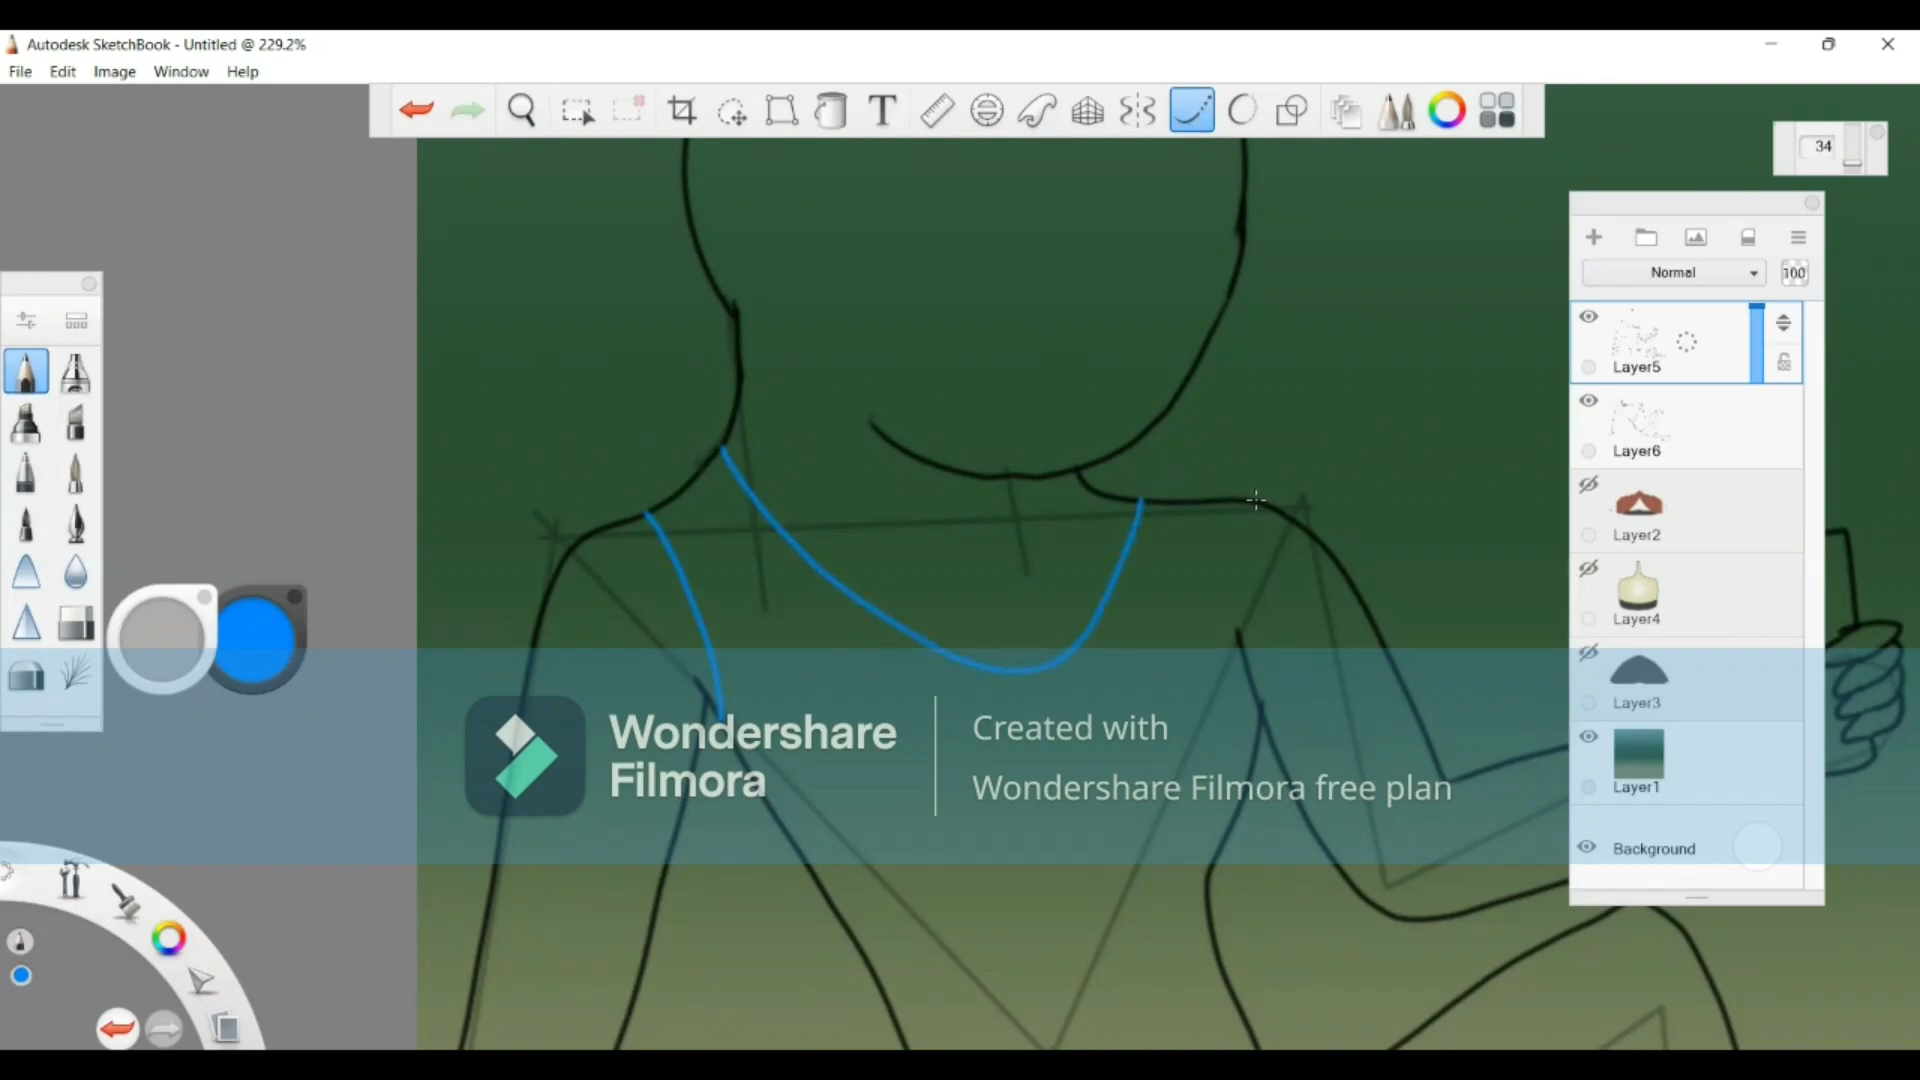 Autodesk SketchBook - Untitled @ 229.2%
File Edit Image Window Help
T
34
Normal 100
Layer5
Layer6
Layer2
Layer4
Layer3
Layer1
Background
Wondershare
Filmora
Created with
Wondershare Filmora free plan